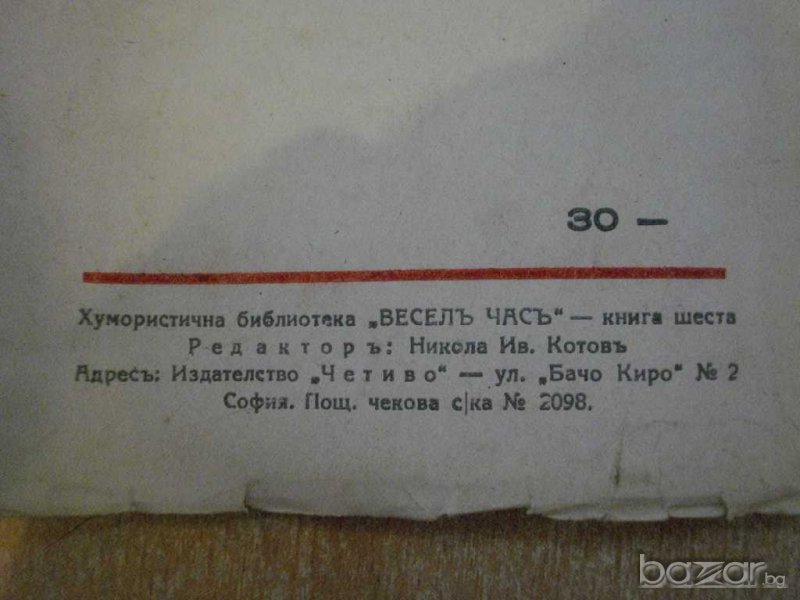 30 —
Хумористична библиотека „ВЕСЕЛЪ ЧАСЪ“ — книга шеста
Редакторъ: Никола Ив. Котовъ
Адресъ: Издателство „Четиво“ — ул. „Бачо Киро“ № 2
София. Пощ. чекова с|ка № 2098.
bazar.bg